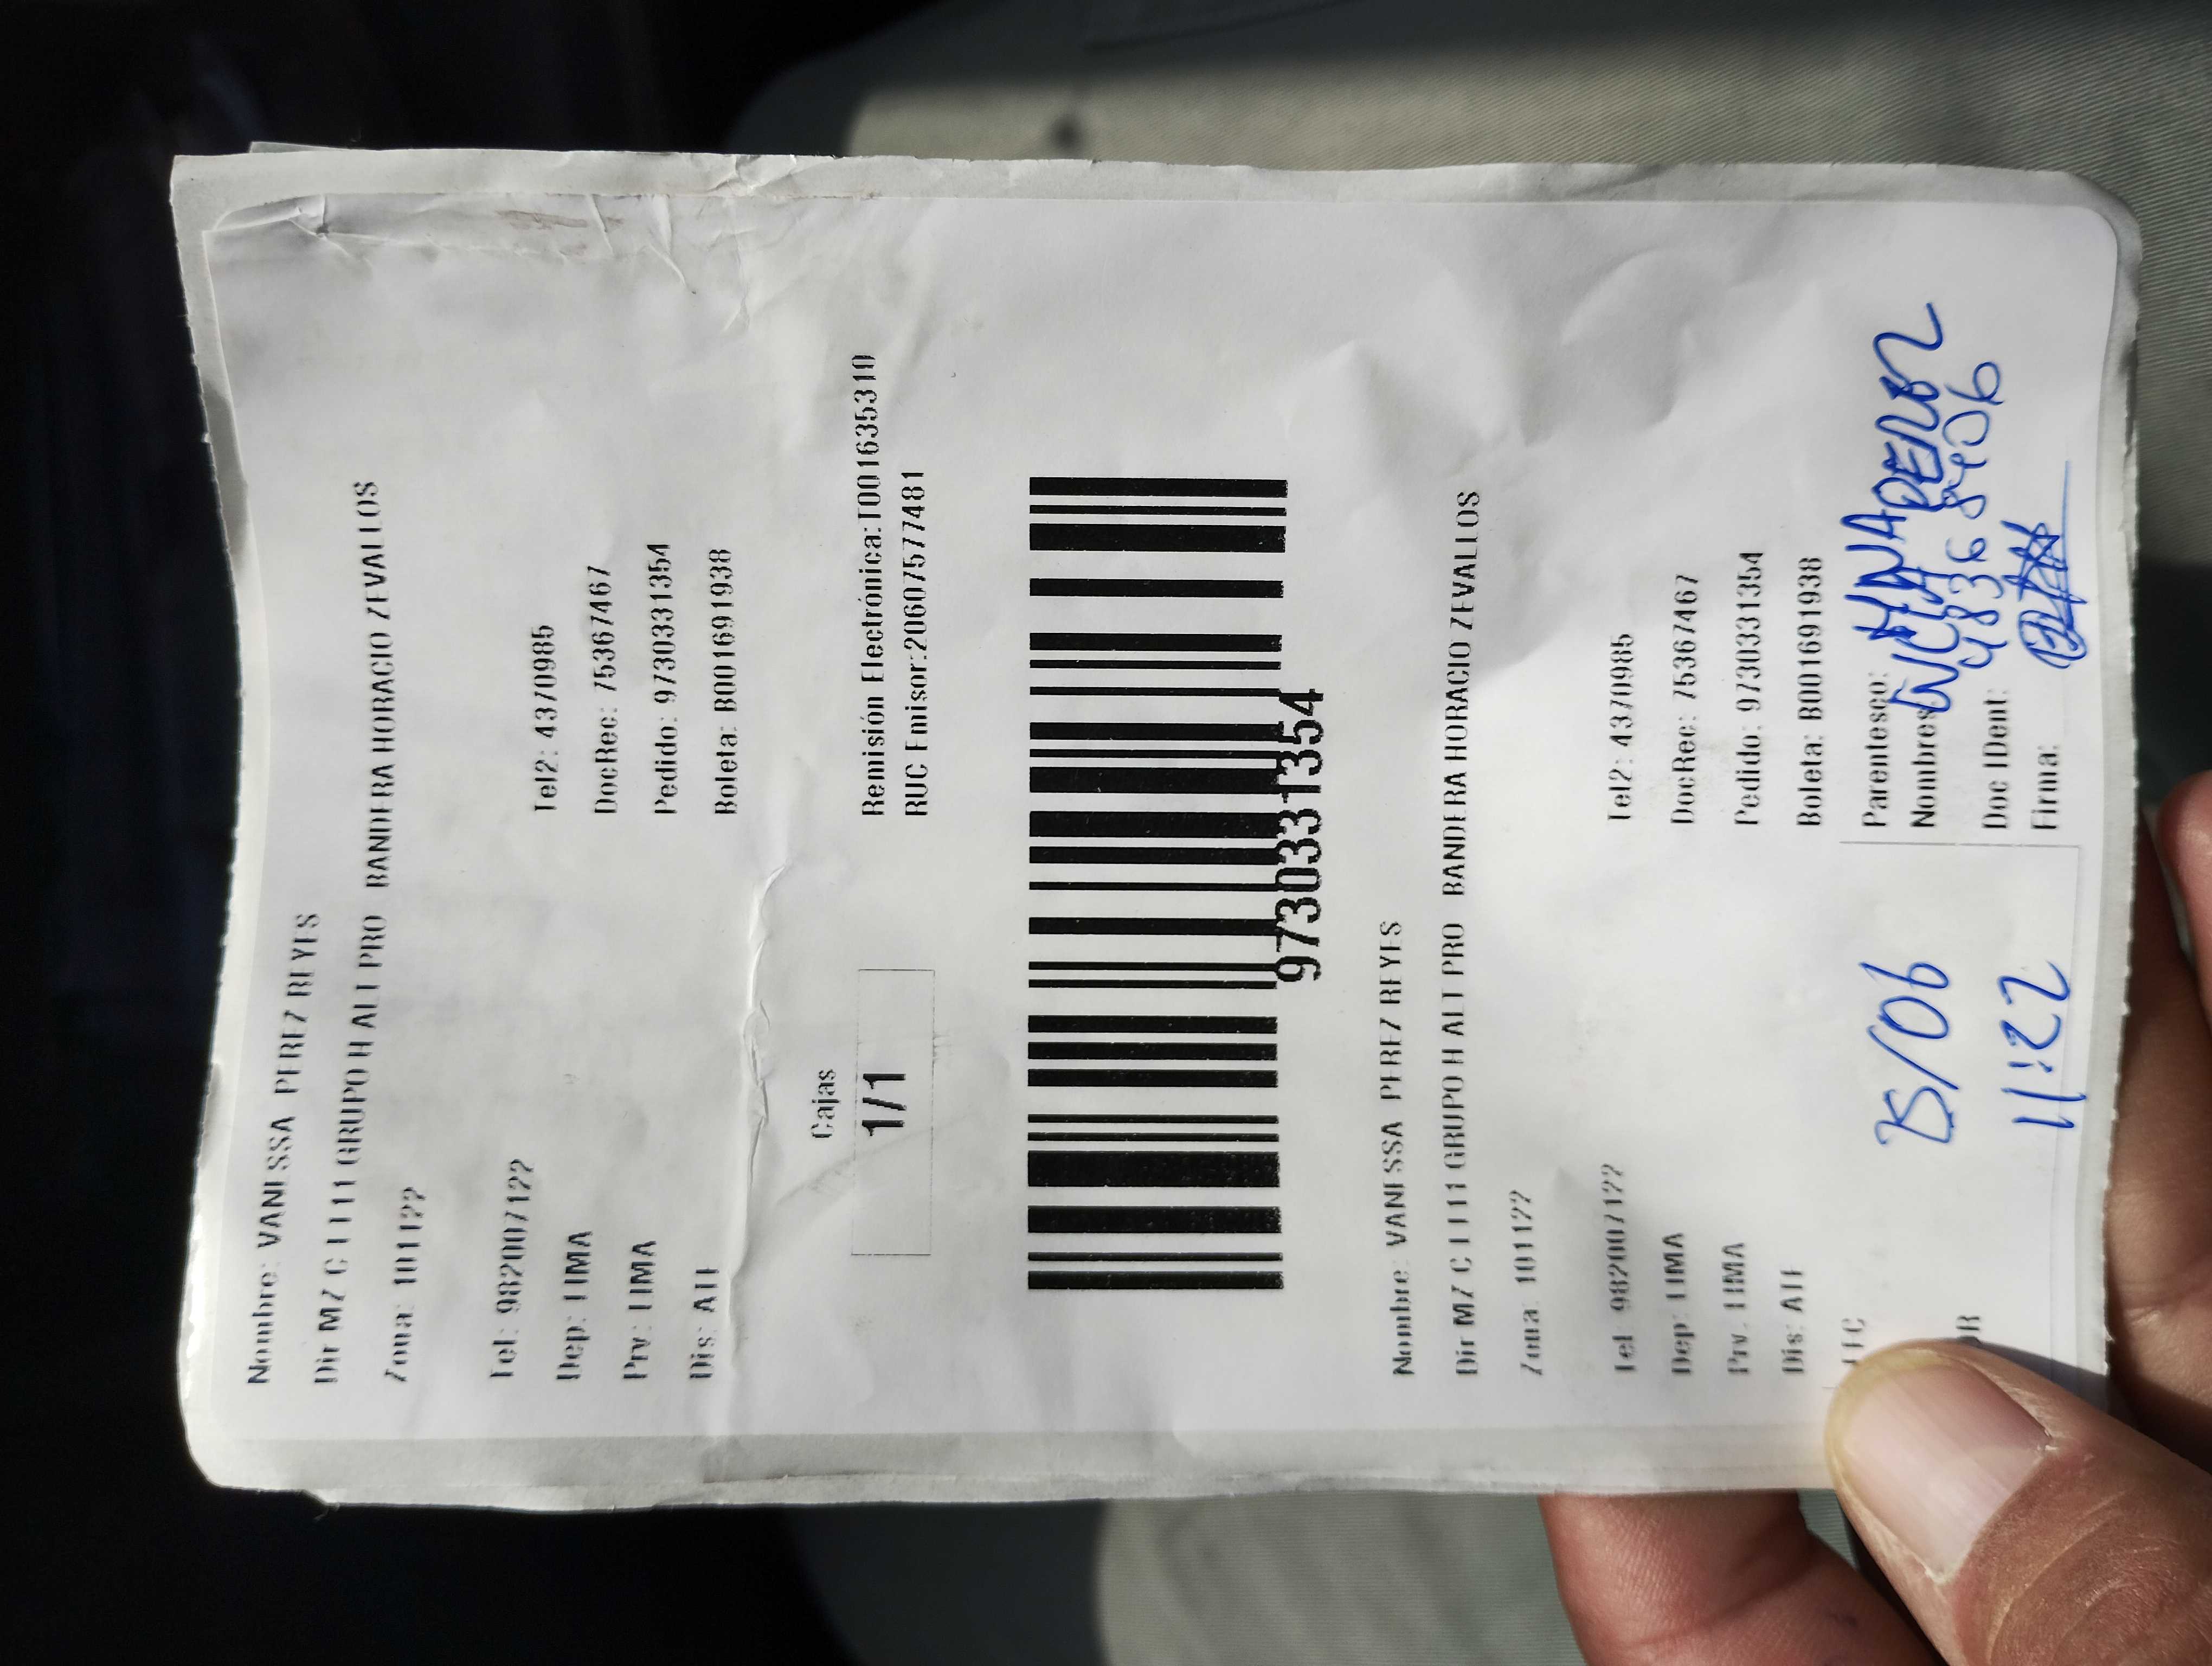 Nombre: VANESSA PEREZ REYES
Dir MZ C LT 11 GRUPO H ALT PRO BANDERA HORACIO ZEVALLOS
Zona: 101122
Tel: 982007122 Tel2: 4370985
Dep: LIMA DocRec: 75367467
Prv: LIMA Pedido: 9730331354
Dis: ATE Boleta: B001691938
Cajas
1/1
Remisión Electrónica:T001635310
RUC Emisor:20607577481
9730331354
Nombre: VANESSA PEREZ REYES
Dir MZ C LT 11 GRUPO H ALT PRO BANDERA HORACIO ZEVALLOS
Zona: 101122
Tel: 982007122 Tel2: 4370985
Dep: LIMA DocRec: 75367467
Prv: LIMA Pedido: 9730331354
Dis: ATE Boleta: B001691938
25/06
11:22
Parentesco:
Nombres
Doc IDent:
Firma: